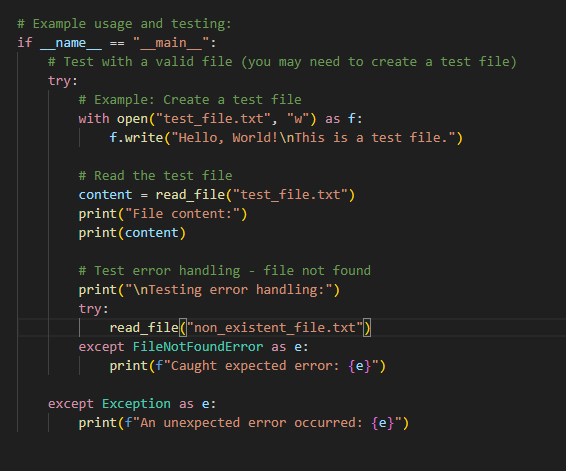 # Example usage and testing:
if __name__ == "__main__":
    # Test with a valid file (you may need to create a test file)
    try:
        # Example: Create a test file
        with open("test_file.txt", "w") as f:
            f.write("Hello, World!\nThis is a test file.")

        # Read the test file
        content = read_file("test_file.txt")
        print("File content:")
        print(content)

        # Test error handling - file not found
        print("\nTesting error handling:")
        try:
            read_file("non_existent_file.txt")
        except FileNotFoundError as e:
            print(f"Caught expected error: {e}")

    except Exception as e:
        print(f"An unexpected error occurred: {e}")